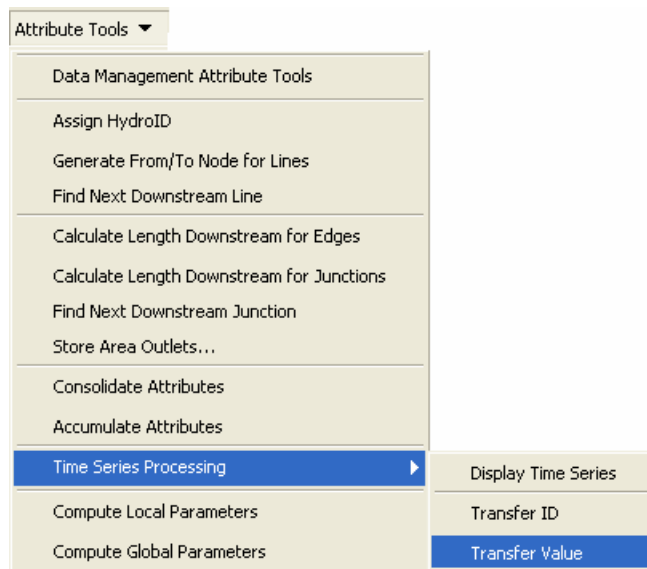 Attribute Tools
Data Management Attribute Tools
Assign HydroID
Generate From/To Node for Lines
Find Next Downstream Line
Calculate Length Downstream for Edges
Calculate Length Downstream for Junctions
Find Next Downstream Junction
Store Area Outlets...
Consolidate Attributes
Accumulate Attributes
Time Series Processing
Display Time Series
Compute Local Parameters
Transfer ID
Compute Global Parameters
Transfer Value